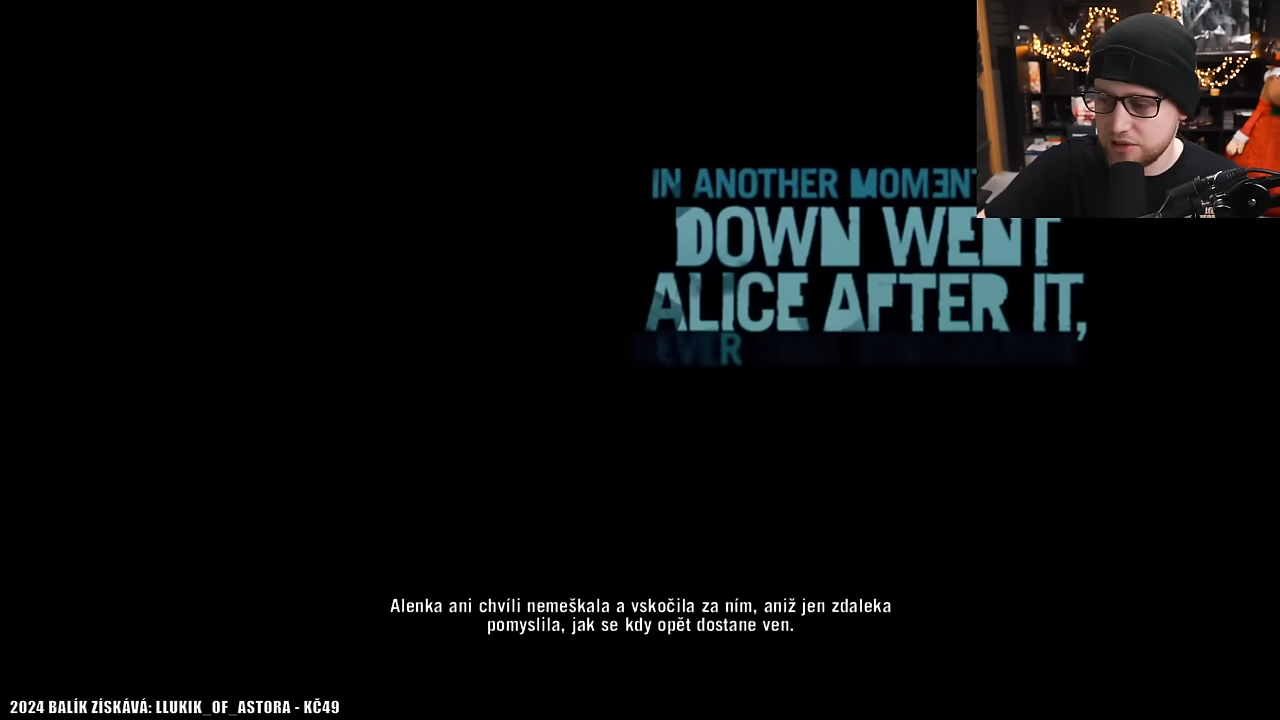 IN ANOTHER MOMENT
DOWN WENT
ALICE AFTER IT,
Alenka ani chvíli nemeškala a vskočila za ním, aniž jen zdaleka
pomyslila, jak se kdy opět dostane ven.
2024 BALÍK ZÍSKÁVÁ: LLUKIK_OF_ASTORA - KČ49